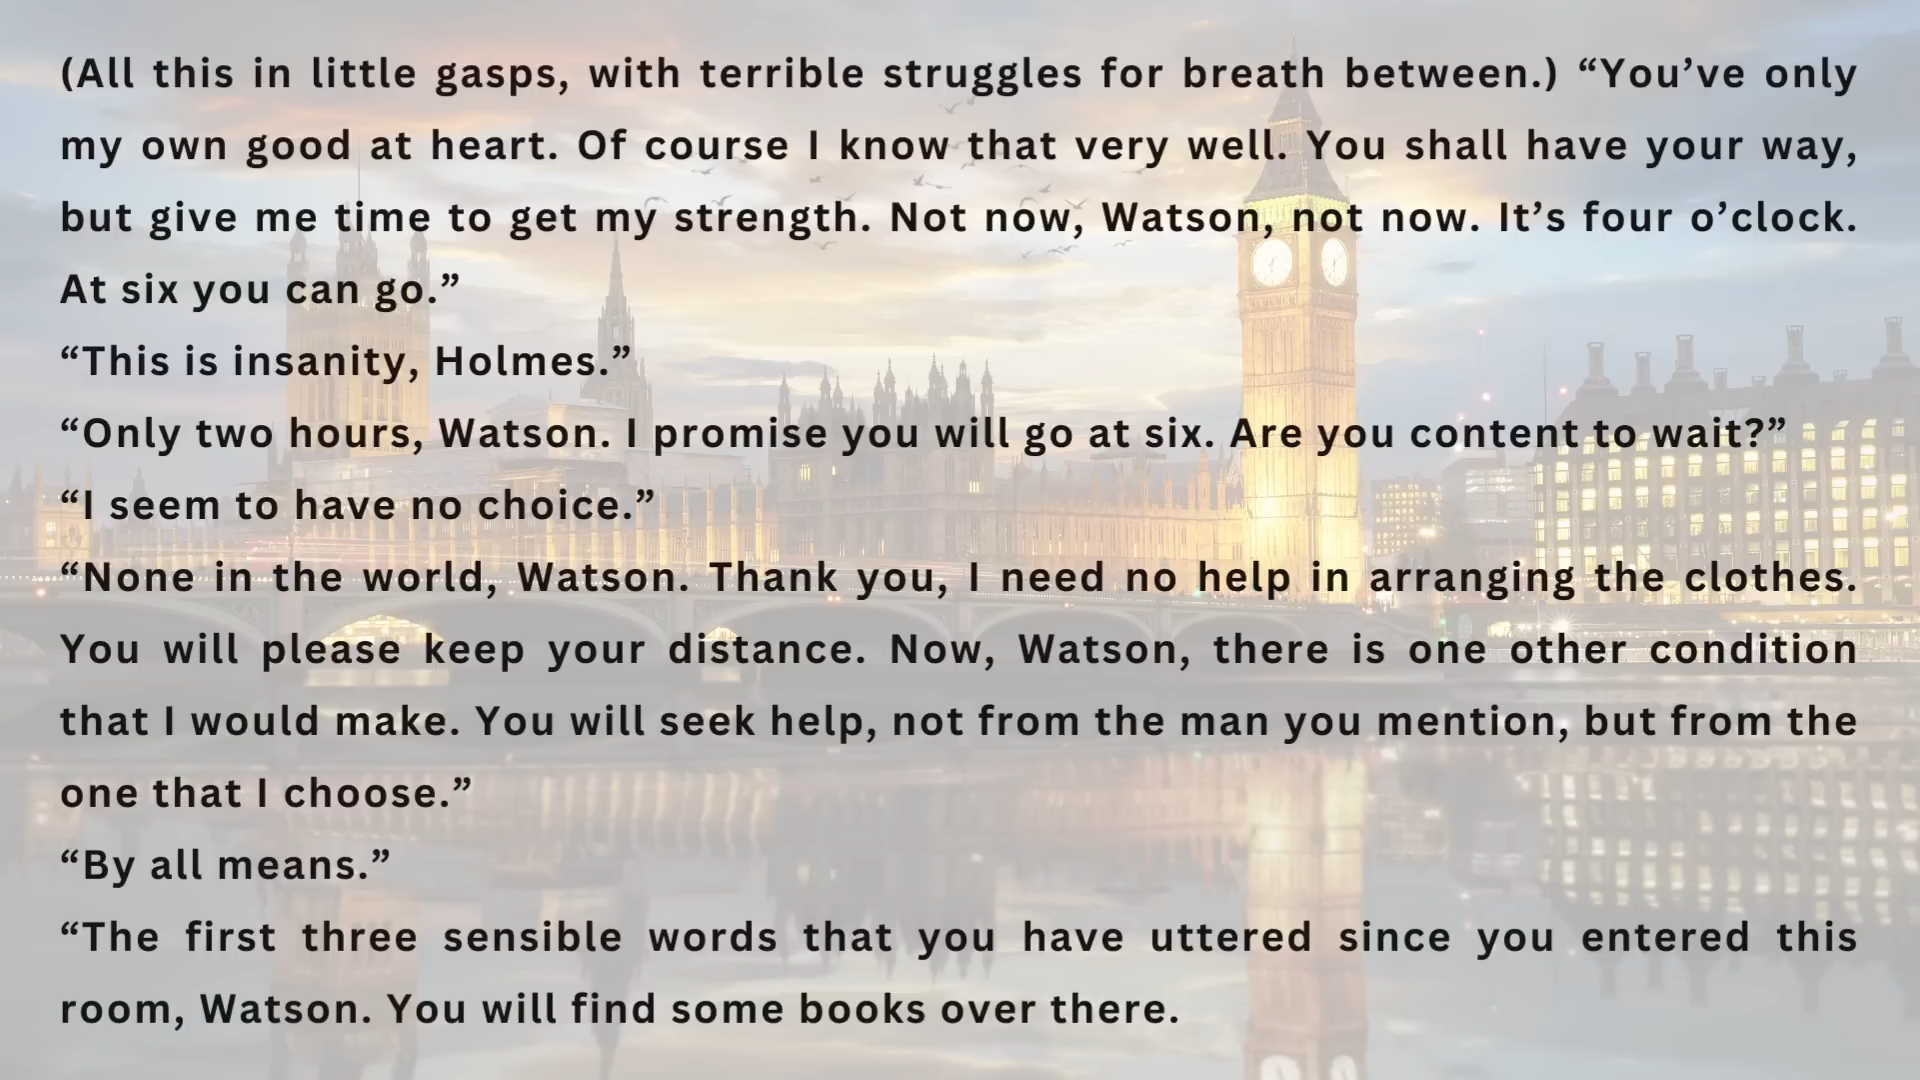 (All this in little gasps, with terrible struggles for breath between.) “You’ve only
my own good at heart. Of course I know that very well. You shall have your way,
but give me time to get my strength. Not now, Watson, not now. It’s four o’clock.
At six you can go.”
“This is insanity, Holmes.”
“Only two hours, Watson. I promise you will go at six. Are you content to wait?”
“I seem to have no choice.”
“None in the world, Watson. Thank you, I need no help in arranging the clothes.
You will please keep your distance. Now, Watson, there is one other condition
that I would make. You will seek help, not from the man you mention, but from the
one that I choose.”
“By all means.”
“The first three sensible words that you have uttered since you entered this
room, Watson. You will find some books over there.